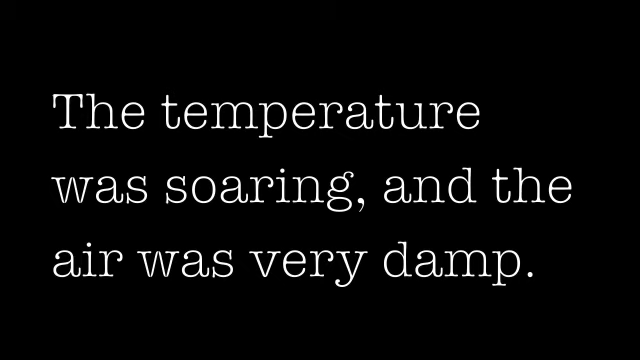 The temperature
was soaring, and the
air was very damp.